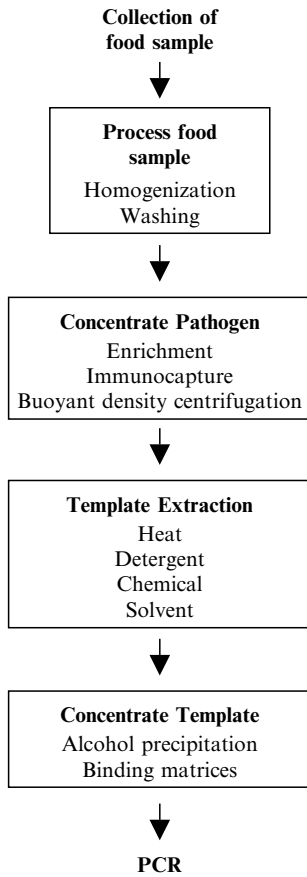 Collection of
food sample
Process food
sample
Homogenization
Washing
Concentrate Pathogen
Enrichment
Immunocapture
Buoyant density centrifugation
Template Extraction
Heat
Detergent
Chemical
Solvent
Concentrate Template
Alcohol precipitation
Binding matrices
PCR